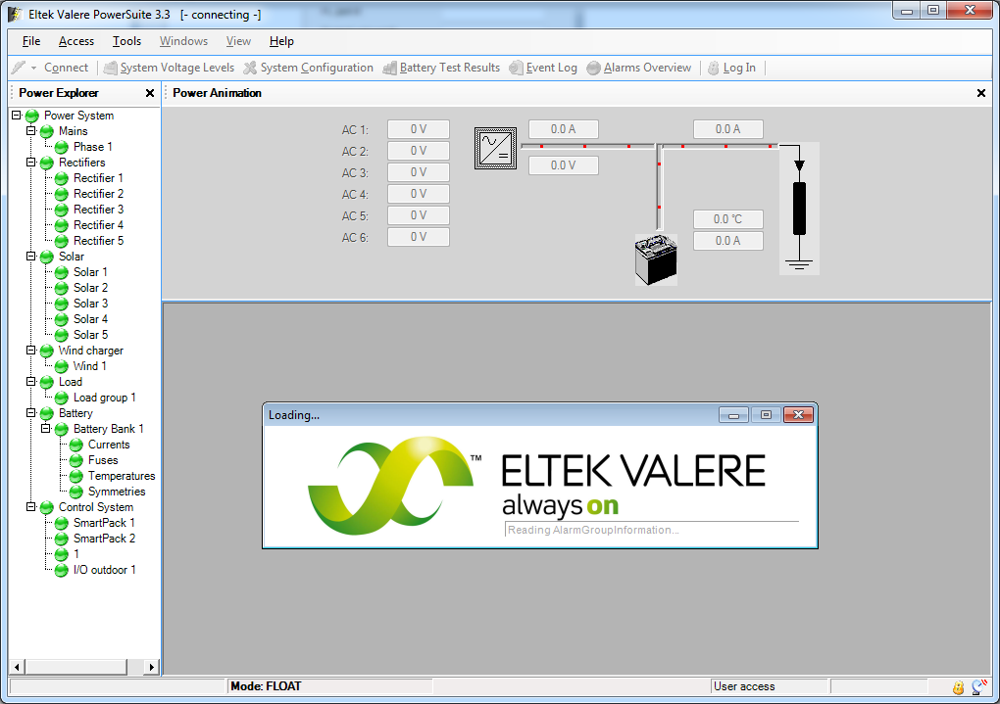 Eltek Valere PowerSuite 3.3 [- connecting -]
File Access Tools Windows View Help
Connect System Voltage Levels System Configuration Battery Test Results Event Log Alarms Overview Log In
Power Explorer
Power System
Mains
Phase 1
Rectifiers
Rectifier 1
Rectifier 2
Rectifier 3
Rectifier 4
Rectifier 5
Solar
Solar 1
Solar 2
Solar 3
Solar 4
Solar 5
Wind charger
Wind 1
Load
Load group 1
Battery
Battery Bank 1
Currents
Fuses
Temperatures
Symmetries
Control System
SmartPack 1
SmartPack 2
1
I/O outdoor 1
Power Animation
AC 1: 0 V
AC 2: 0 V
AC 3: 0 V
AC 4: 0 V
AC 5: 0 V
AC 6: 0 V
0.0 A
0.0 V
0.0 A
0.0 °C
0.0 A
Loading...
™
ELTEK VALERE
always on
Reading AlarmGroupInformation...
Mode: FLOAT
User access